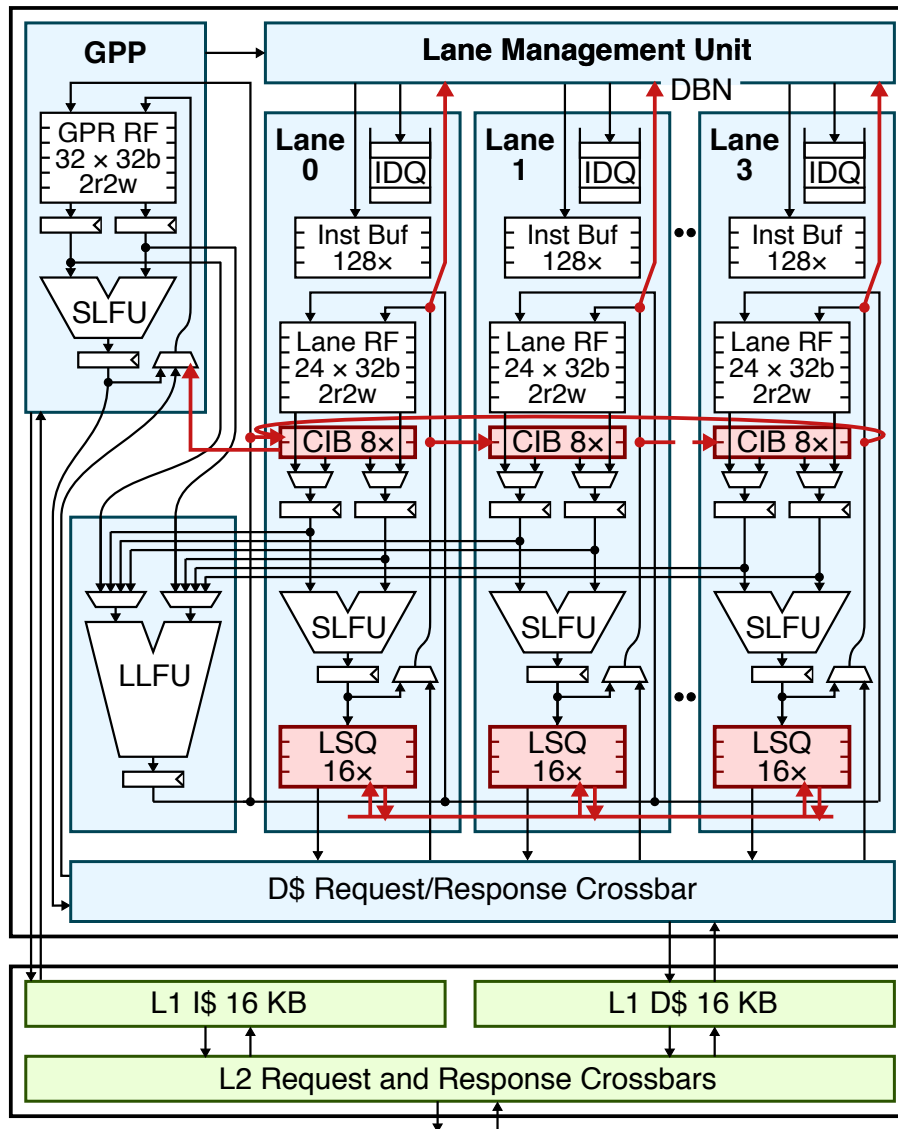 GPP
Lane Management Unit
DBN
GPR RF
32 × 32b
2r2w
SLFU
Lane
0
IDQ
Inst Buf
128×
Lane RF
24 × 32b
2r2w
CIB 8×
SLFU
LSQ
16×
Lane
1
IDQ
Inst Buf
128×
Lane RF
24 × 32b
2r2w
CIB 8×
SLFU
LSQ
16×
Lane
3
IDQ
Inst Buf
128×
Lane RF
24 × 32b
2r2w
CIB 8×
SLFU
LSQ
16×
LLFU
D$ Request/Response Crossbar
L1 I$ 16 KB
L1 D$ 16 KB
L2 Request and Response Crossbars